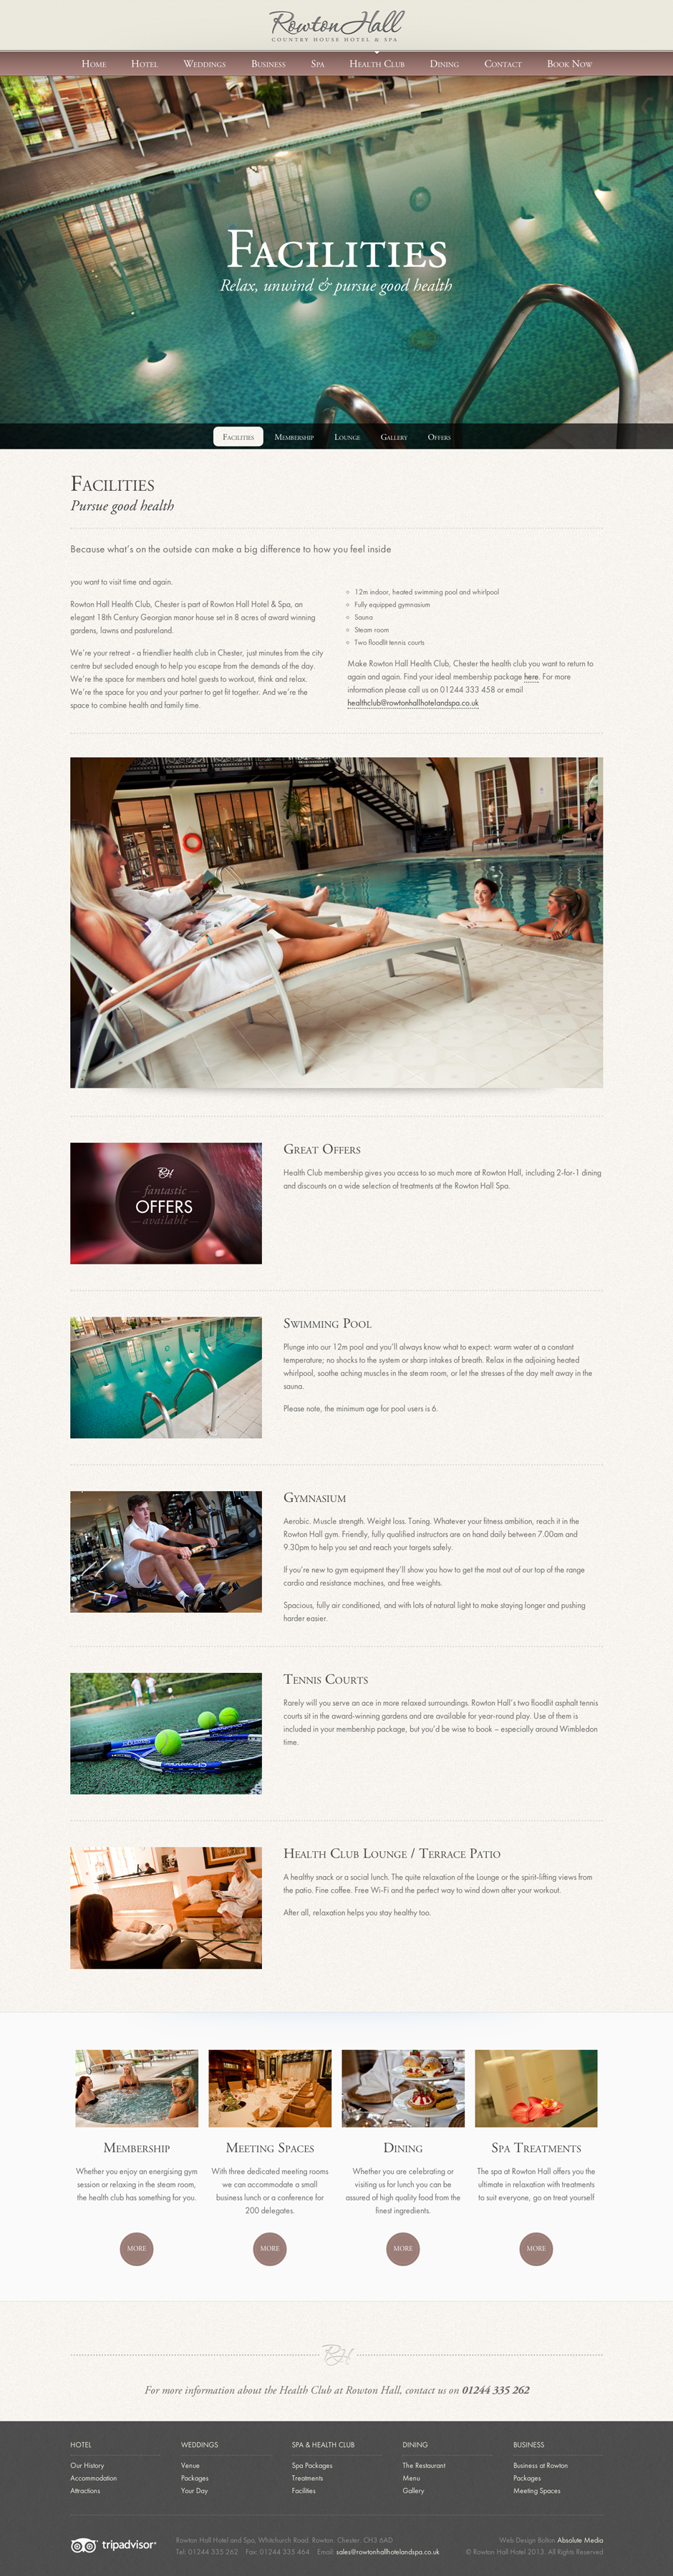 Rowton Hall
COUNTRY HOUSE HOTEL & SPA
Home Hotel Weddings Business Spa Health Club Dining Contact Book Now
Facilities
Relax, unwind & pursue good health
Facilities Membership Lounge Gallery Offers
Facilities
Pursue good health
Because what's on the outside can make a big difference to how you feel inside
you want to visit time and again.
Rowton Hall Health Club, Chester is part of Rowton Hall Hotel & Spa, an
elegant 18th Century Georgian manor house set in 8 acres of award winning
gardens, lawns and pastureland.
We're your retreat - a friendlier health club in Chester, just minutes from the city
centre but secluded enough to help you escape from the demands of the day.
We're the space for members and hotel guests to workout, think and relax.
We're the space for you and your partner to get fit together. And we're the
space to combine health and family time.
12m indoor, heated swimming pool and whirlpool
Fully equipped gymnasium
Sauna
Steam room
Two floodlit tennis courts
Make Rowton Hall Health Club, Chester the health club you want to return to
again and again. Find your ideal membership package here. For more
information please call us on 01244 333 458 or email
healthclub@rowtonhallhotelandspa.co.uk
RH
fantastic
OFFERS
available
Great Offers
Health Club membership gives you access to so much more at Rowton Hall, including 2-for-1 dining
and discounts on a wide selection of treatments at the Rowton Hall Spa.
Swimming Pool
Plunge into our 12m pool and you'll always know what to expect: warm water at a constant
temperature; no shocks to the system or sharp intakes of breath. Relax in the adjoining heated
whirlpool, soothe aching muscles in the steam room, or let the stresses of the day melt away in the
sauna.
Please note, the minimum age for pool users is 6.
Gymnasium
Aerobic. Muscle strength. Weight loss. Toning. Whatever your fitness ambition, reach it in the
Rowton Hall gym. Friendly, fully qualified instructors are on hand daily between 7.00am and
9.30pm to help you set and reach your targets safely.
If you're new to gym equipment they'll show you how to get the most out of our top of the range
cardio and resistance machines, and free weights.
Spacious, fully air conditioned, and with lots of natural light to make staying longer and pushing
harder easier.
Tennis Courts
Rarely will you serve an ace in more relaxed surroundings. Rowton Hall's two floodlit asphalt tennis
courts sit in the award-winning gardens and are available for year-round play. Use of them is
included in your membership package, but you'd be wise to book – especially around Wimbledon
time.
Health Club Lounge / Terrace Patio
A healthy snack or a social lunch. The quite relaxation of the Lounge or the spirit-lifting views from
the patio. Fine coffee. Free Wi-Fi and the perfect way to wind down after your workout.
After all, relaxation helps you stay healthy too.
Membership
Whether you enjoy an energising gym
session or relaxing in the steam room,
the health club has something for you.
MORE
Meeting Spaces
With three dedicated meeting rooms
we can accommodate a small
business lunch or a conference for
200 delegates.
MORE
Dining
Whether you are celebrating or
visiting us for lunch you can be
assured of high quality food from the
finest ingredients.
MORE
Spa Treatments
The spa at Rowton Hall offers you the
ultimate in relaxation with treatments
to suit everyone, go on treat yourself
MORE
RH
For more information about the Health Club at Rowton Hall, contact us on 01244 335 262
HOTEL
Our History
Accommodation
Attractions
WEDDINGS
Venue
Packages
Your Day
SPA & HEALTH CLUB
Spa Packages
Treatments
Facilities
DINING
The Restaurant
Menu
Gallery
BUSINESS
Business at Rowton
Packages
Meeting Spaces
tripadvisor
Rowton Hall Hotel and Spa, Whitchurch Road. Rowton. Chester. CH3 6AD
Tel: 01244 335 262 Fax: 01244 335 464 Email: sales@rowtonhallhotelandspa.co.uk
Web Design Bolton Absolute Media
© Rowton Hall Hotel 2013. All Rights Reserved